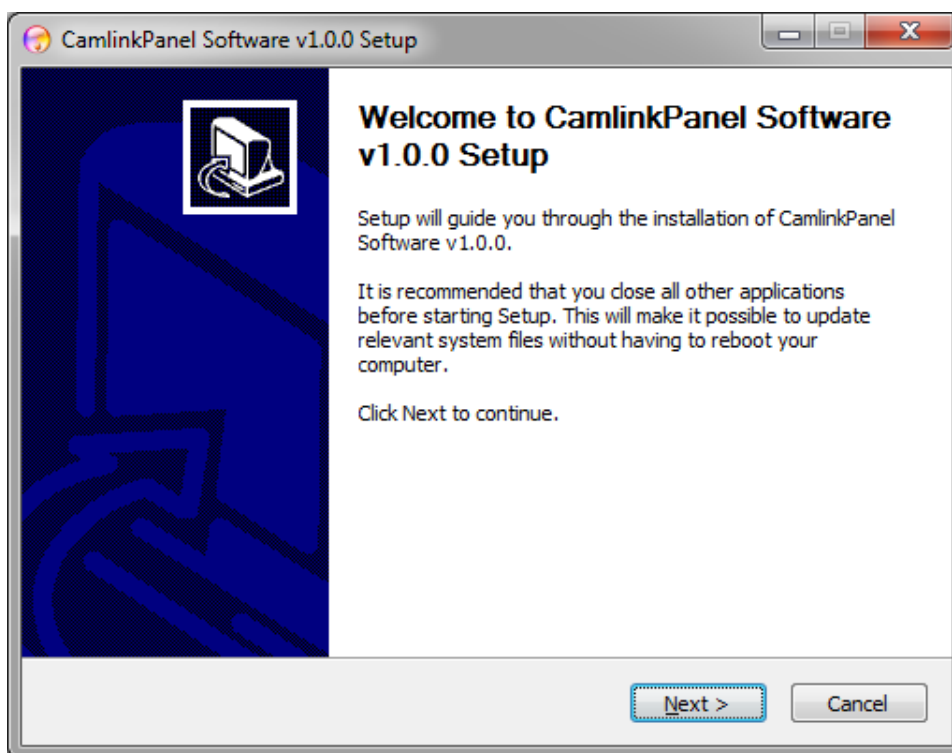 CamlinkPanel Software v1.0.0 Setup
Welcome to CamlinkPanel Software
v1.0.0 Setup
Setup will guide you through the installation of CamlinkPanel
Software v1.0.0.
It is recommended that you close all other applications
before starting Setup. This will make it possible to update
relevant system files without having to reboot your
computer.
Click Next to continue.
Next >
Cancel